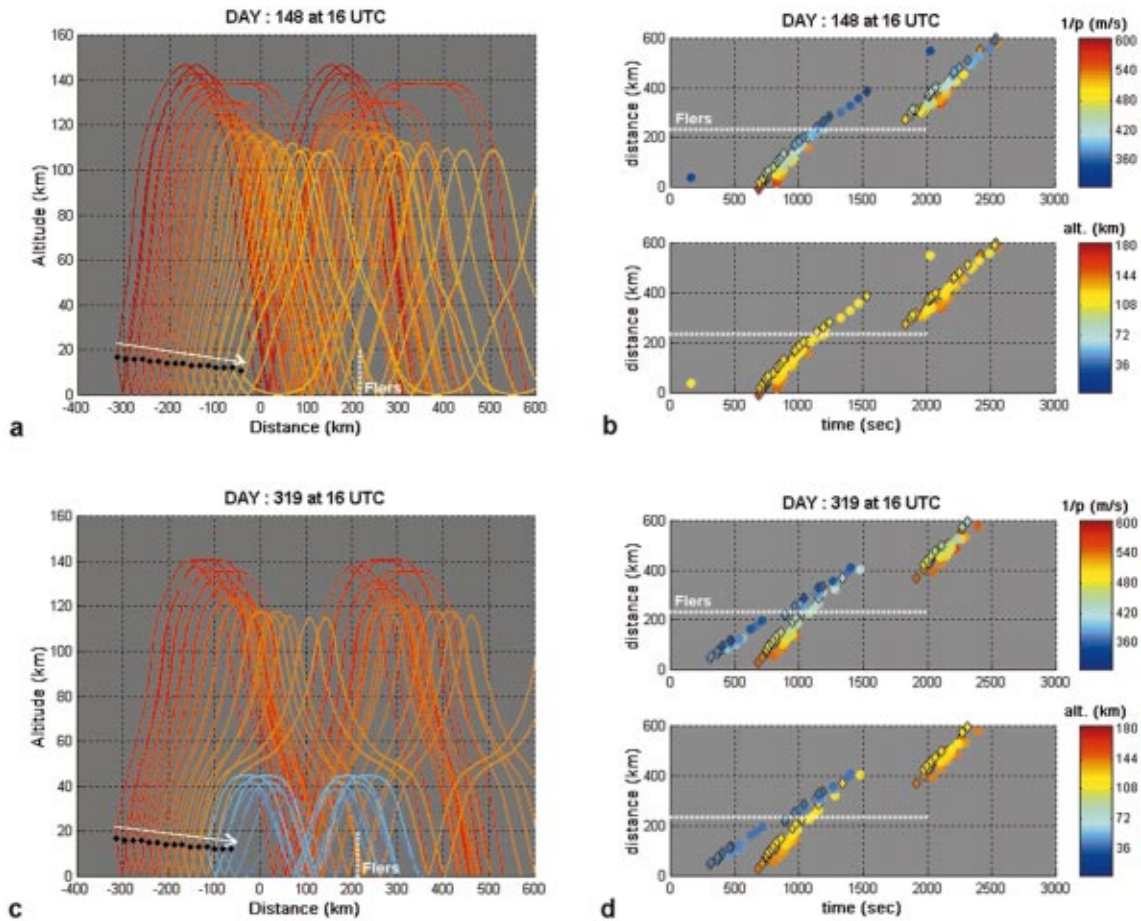 DAY : 148 at 16 UTC
160
140
120
100
80
60
40
20
0
Altitude (km)
Flers
-400 -300 -200 -100 0 100 200 300 400 500 600
Distance (km)
a
DAY : 148 at 16 UTC
1/p (m/s)
600
400
200
0
distance (km)
Flers
0 500 1000 1500 2000 2500 3000
600
540
480
420
360
alt. (km)
600
400
200
0
distance (km)
0 500 1000 1500 2000 2500 3000
time (sec)
180
144
108
72
36
b
DAY : 319 at 16 UTC
160
140
120
100
80
60
40
20
0
Altitude (km)
Flers
-400 -300 -200 -100 0 100 200 300 400 500 600
Distance (km)
c
DAY : 319 at 16 UTC
1/p (m/s)
600
400
200
0
distance (km)
Flers
0 500 1000 1500 2000 2500 3000
600
540
480
420
360
alt. (km)
600
400
200
0
distance (km)
0 500 1000 1500 2000 2500 3000
time (sec)
180
144
108
72
36
d